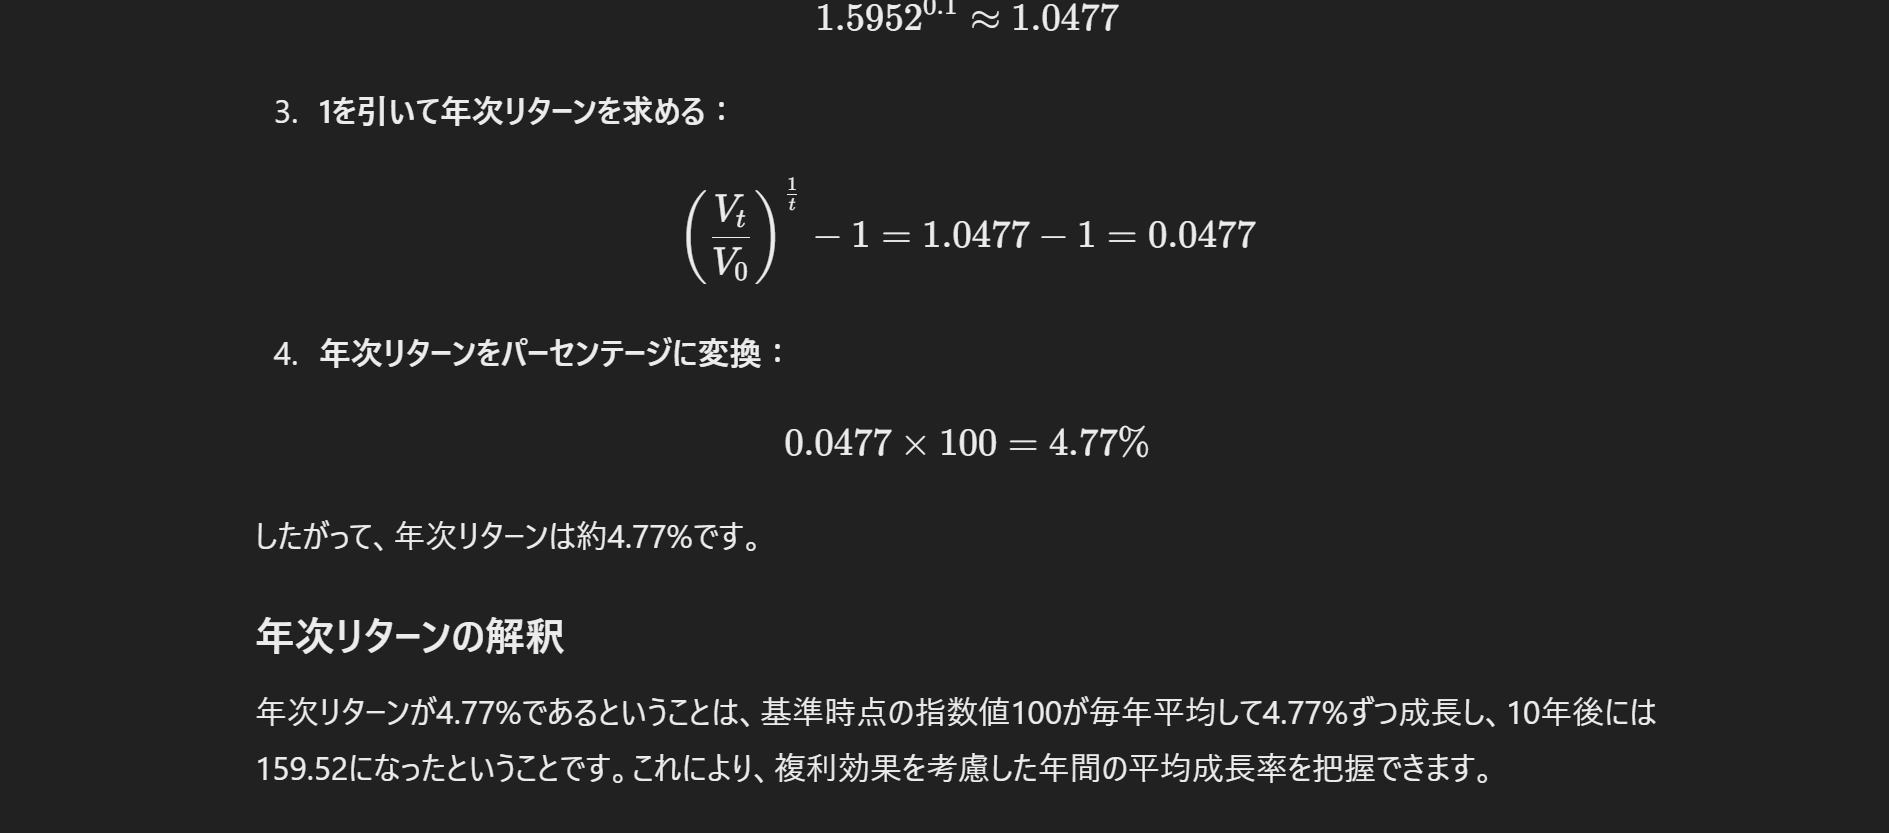 1.5952^0.1 ≈ 1.0477
3. 1を引いて年次リターンを求める：
(V_t/V_0)^(1/t) − 1 = 1.0477 − 1 = 0.0477
4. 年次リターンをパーセンテージに変換：
0.0477 × 100 = 4.77%
したがって、年次リターンは約4.77%です。
年次リターンの解釈
年次リターンが4.77%であるということは、基準時点の指数値100が毎年平均して4.77%ずつ成長し、10年後には
159.52になったということです。これにより、複利効果を考慮した年間の平均成長率を把握できます。